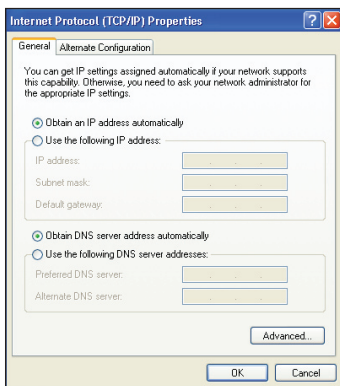 Internet Protocol (TCP/IP) Properties
General
Alternate Configuration
You can get IP settings assigned automatically if your network supports
this capability. Otherwise, you need to ask your network administrator for
the appropriate IP settings.
Obtain an IP address automatically
Use the following IP address:
IP address:
Subnet mask:
Default gateway:
Obtain DNS server address automatically
Use the following DNS server addresses:
Preferred DNS server:
Alternate DNS server:
Advanced...
OK
Cancel